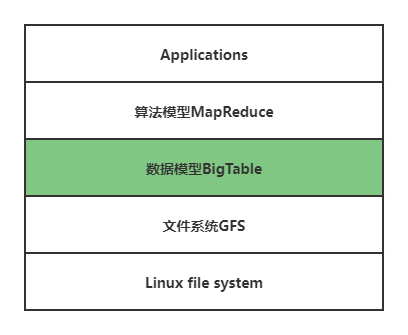 Applications
算法模型MapReduce
数据模型BigTable
文件系统GFS
Linux file system